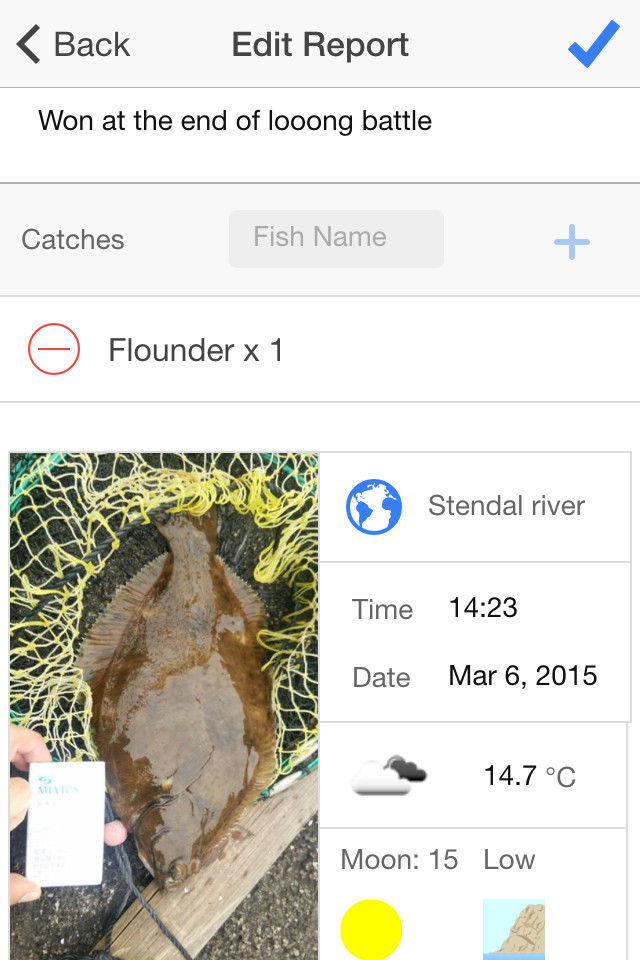 Back
Edit Report
Won at the end of looong battle
Catches
Fish Name
Flounder x 1
Stendal river
Time 14:23
Date Mar 6, 2015
14.7 °C
Moon: 15 Low
MEVIUS